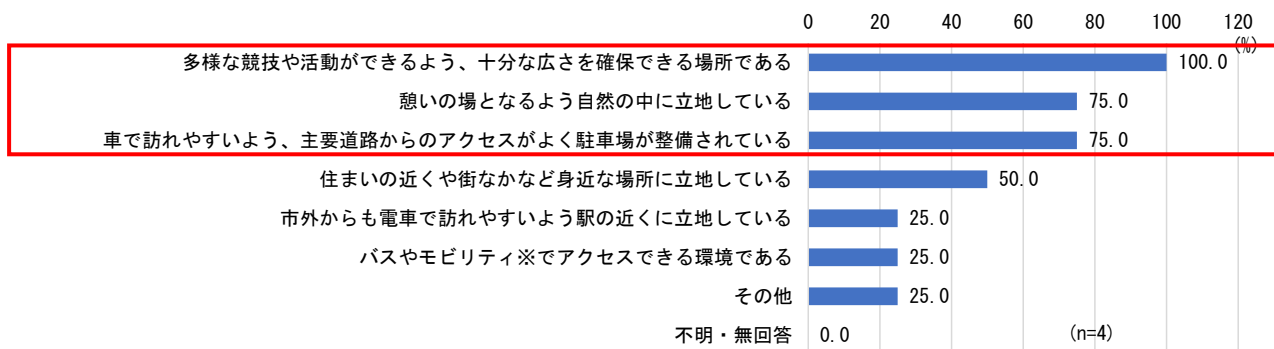 0 20 40 60 80 100 120
(%)
多様な競技や活動ができるよう、十分な広さを確保できる場所である 100.0
憩いの場となるよう自然の中に立地している 75.0
車で訪れやすいよう、主要道路からのアクセスがよく駐車場が整備されている 75.0
住まいの近くや街なかなど身近な場所に立地している 50.0
市外からも電車で訪れやすいよう駅の近くに立地している 25.0
バスやモビリティ※でアクセスできる環境である 25.0
その他 25.0
不明・無回答 0.0 (n=4)